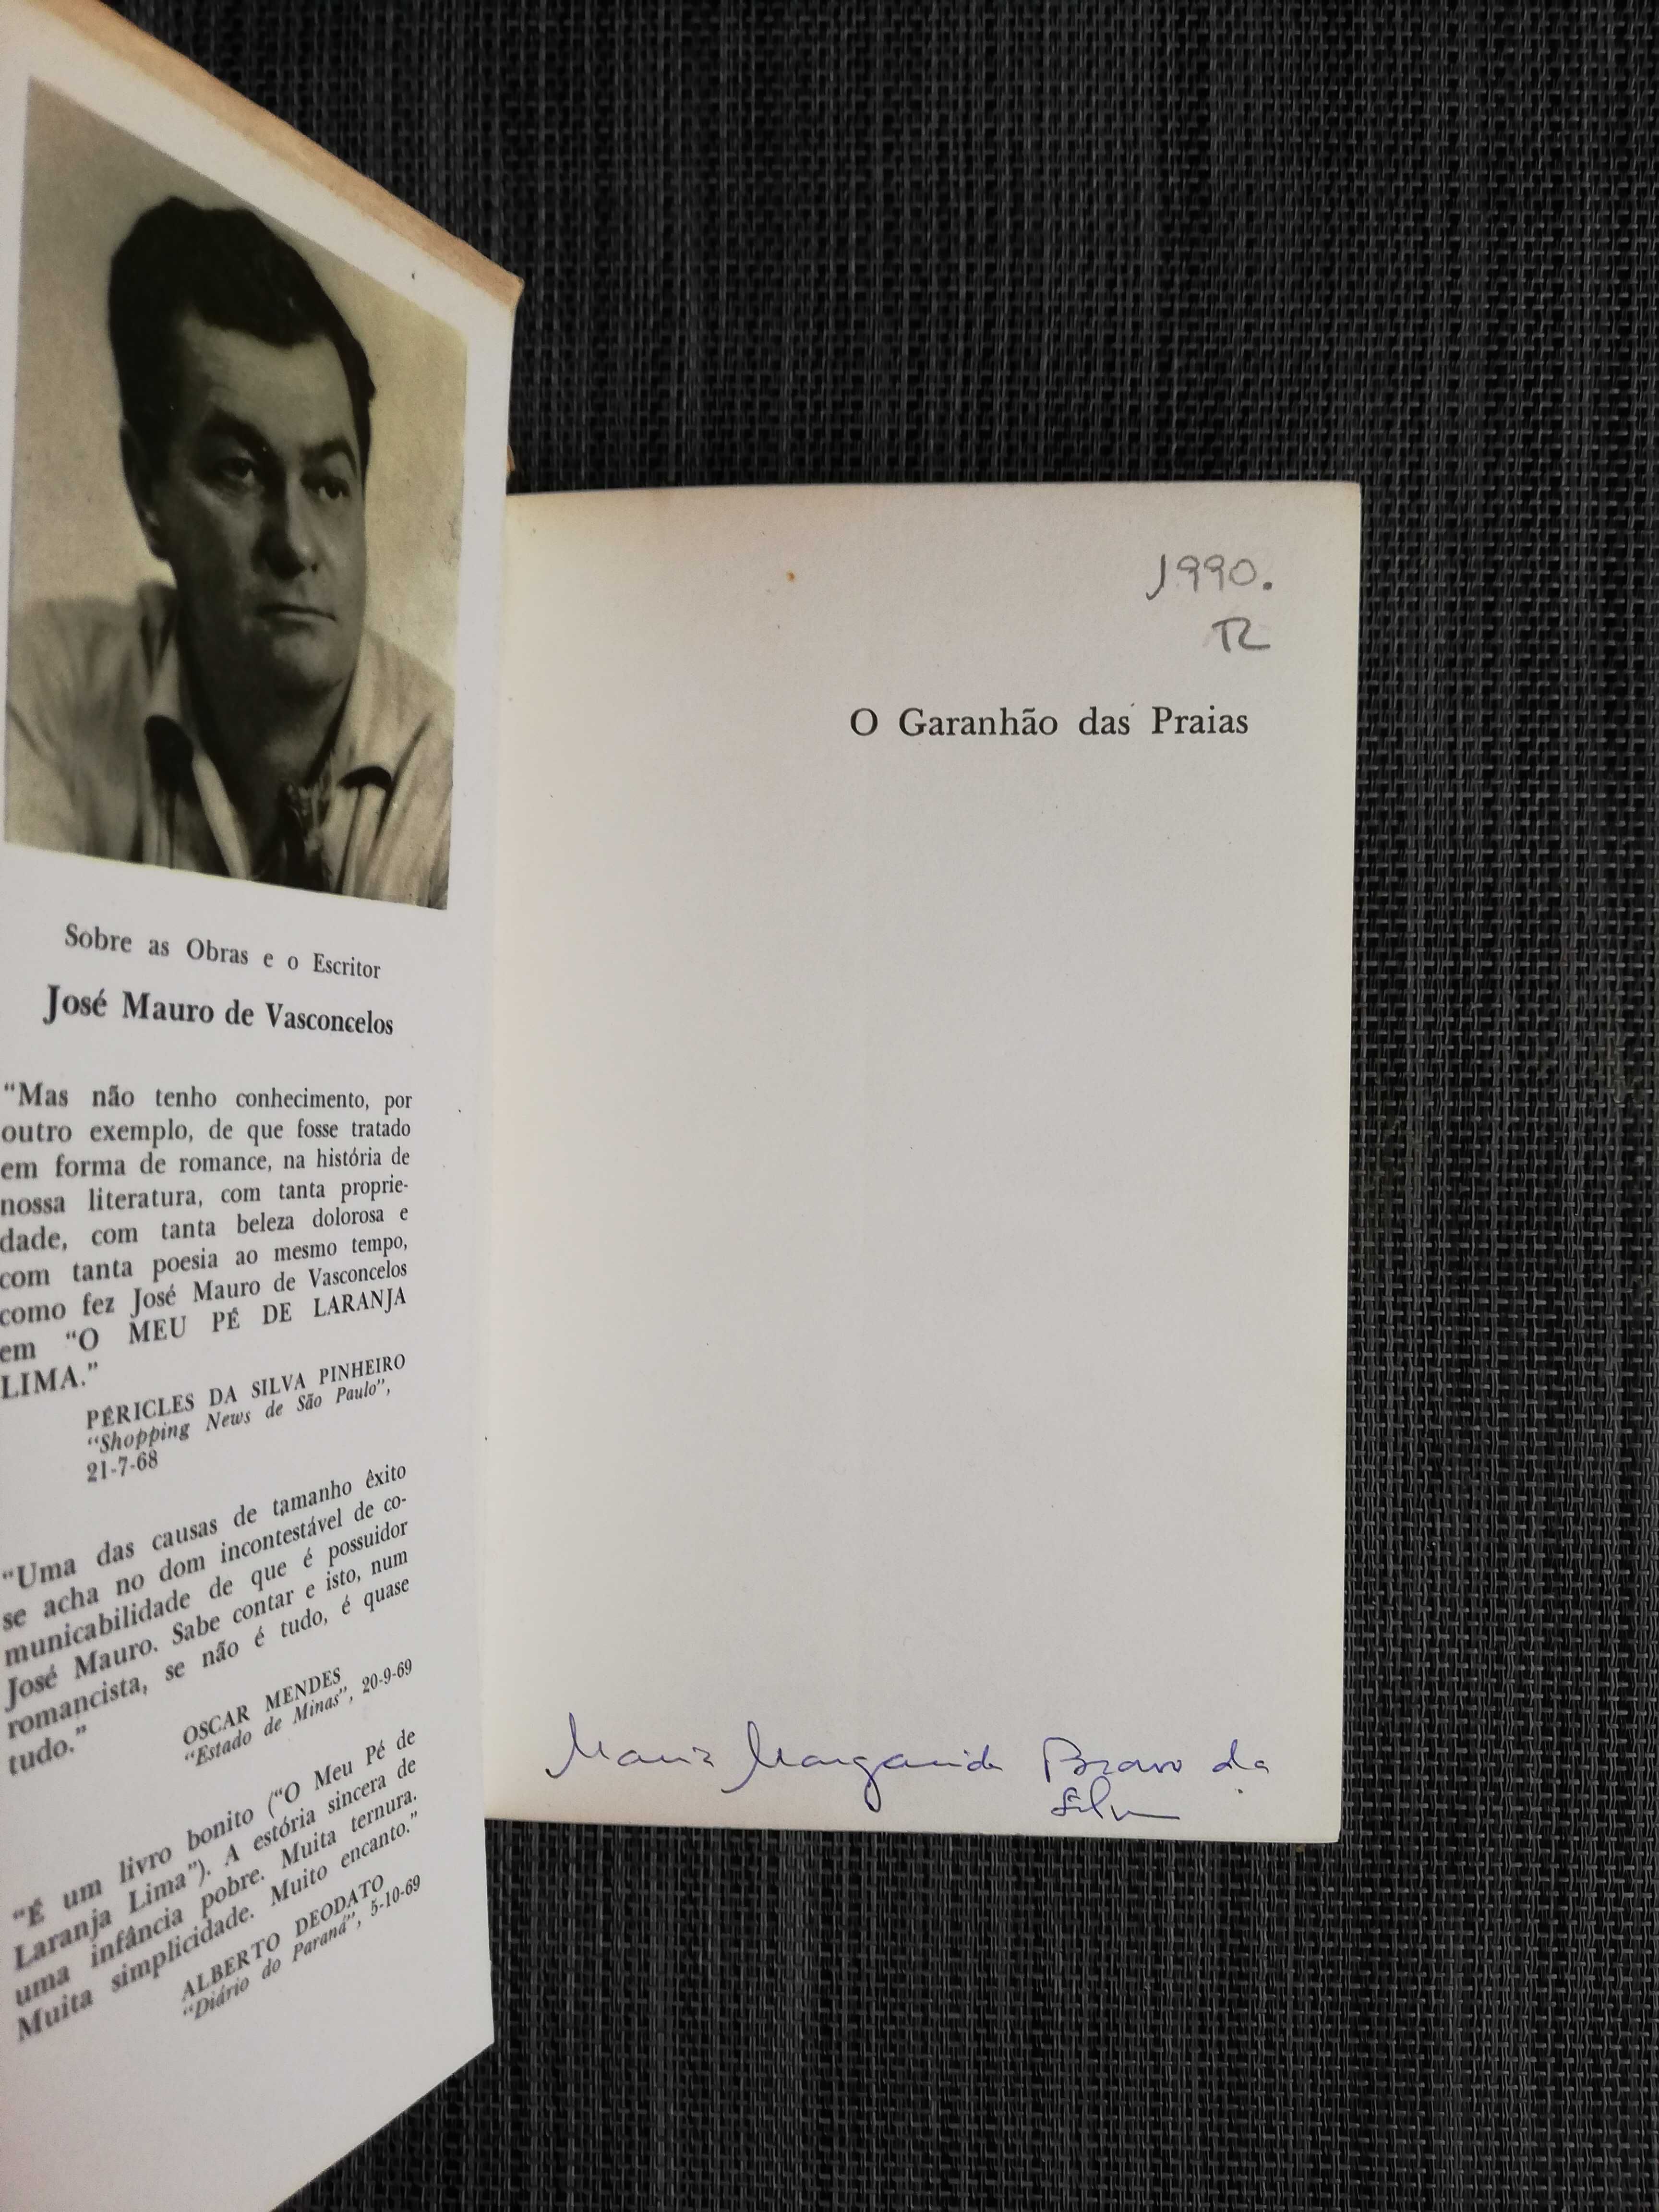 Sobre as Obras e o Escritor
José Mauro de Vasconcelos
“Mas não tenho conhecimento, por
outro exemplo, de que fosse tratado
em forma de romance, na história de
nossa literatura, com tanta proprie-
dade, com tanta beleza dolorosa e
com tanta poesia ao mesmo tempo,
como fez José Mauro de Vasconcelos
em “O MEU PÉ DE LARANJA
LIMA.”
PÉRICLES DA SILVA PINHEIRO
“Shopping News de São Paulo”,
21-7-68
“Uma das causas de tamanho êxito
se acha no dom incontestável de co-
municabilidade de que é possuidor
José Mauro. Sabe contar e isto, num
romancista, se não é tudo, é quase
tudo.”
OSCAR MENDES
“Estado de Minas”, 20-9-69
“É um livro bonito (“O Meu Pé de
Laranja Lima”). A estória sincera de
uma infância pobre. Muita ternura.
Muita simplicidade. Muito encanto.”
ALBERTO DEODATO
“Diário do Paraná”, 5-10-69
1990.
O Garanhão das Praias
Maria Margarida Bravo da
Silva